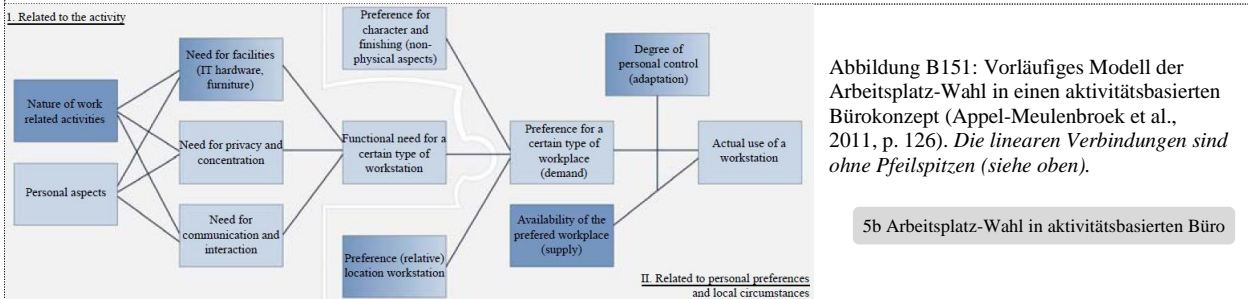 I. Related to the activity
Nature of work
related activities
Personal aspects
Need for facilities
(IT hardware,
furniture)
Need for privacy and
concentration
Need for
communication and
interaction
Preference for
character and
finishing (non-
physical aspects)
Functional need for a
certain type of
workstation
Preference (relative)
location workstation
Degree of
personal control
(adaptation)
Preference for a
certain type of
workplace
(demand)
Availability of the
prefered workplace
(supply)
Actual use of a
workstation
II. Related to personal preferences
and local circumstances
Abbildung B151: Vorläufiges Modell der
Arbeitsplatz-Wahl in einen aktivitätsbasierten
Bürokonzept (Appel-Meulenbroek et al.,
2011, p. 126). Die linearen Verbindungen sind
ohne Pfeilspitzen (siehe oben).
5b Arbeitsplatz-Wahl in aktivitätsbasierten Büro